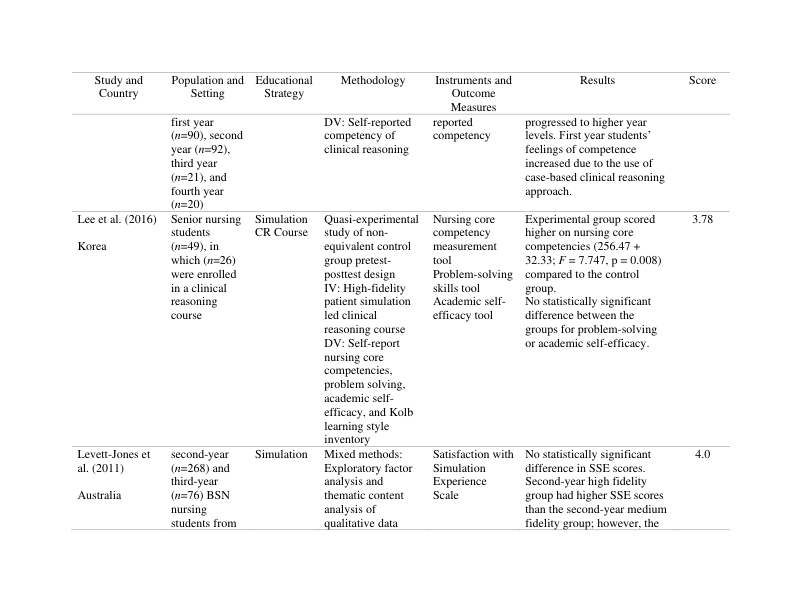 Study and Country
Population and Setting
Educational Strategy
Methodology
Instruments and Outcome Measures
Results
Score
first year
(n=90), second
year (n=92),
third year
(n=21), and
fourth year
(n=20)
DV: Self-reported
competency of
clinical reasoning
reported
competency
progressed to higher year
levels. First year students’
feelings of competence
increased due to the use of
case-based clinical reasoning
approach.
Lee et al. (2016)
Korea
Senior nursing
students
(n=49), in
which (n=26)
were enrolled
in a clinical
reasoning
course
Simulation
CR Course
Quasi-experimental
study of non-
equivalent control
group pretest-
posttest design
IV: High-fidelity
patient simulation
led clinical
reasoning course
DV: Self-report
nursing core
competencies,
problem solving,
academic self-
efficacy, and Kolb
learning style
inventory
Nursing core
competency
measurement
tool
Problem-solving
skills tool
Academic self-
efficacy tool
Experimental group scored
higher on nursing core
competencies (256.47 +
32.33; F = 7.747, p = 0.008)
compared to the control
group.
No statistically significant
difference between the
groups for problem-solving
or academic self-efficacy.
3.78
Levett-Jones et
al. (2011)
Australia
second-year
(n=268) and
third-year
(n=76) BSN
nursing
students from
Simulation
Mixed methods:
Exploratory factor
analysis and
thematic content
analysis of
qualitative data
Satisfaction with
Simulation
Experience
Scale
No statistically significant
difference in SSE scores.
Second-year high fidelity
group had higher SSE scores
than the second-year medium
fidelity group; however, the
4.0